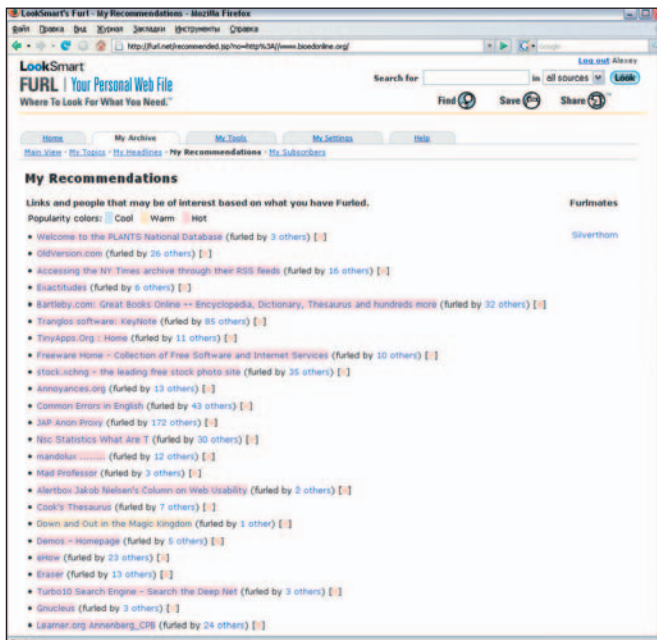 LookSmart's Furl - My Recommendations - Mozilla Firefox
Файл Правка Вид Журнал Закладки Инструменты Справка
http://furl.net/recommended.jsp?no=http%3A//www.bioedonline.org/
Google
LookSmart
Log out Alexey
FURL | Your Personal Web File
Search for in all sources Look
Where To Look For What You Need.™
Find Save Share
Home My Archive My Tools My Settings Help
Main View · My Topics · My Headlines · My Recommendations · My Subscribers
My Recommendations
Links and people that may be of interest based on what you have Furled. Furlmates
Popularity colors: Cool Warm Hot
• Welcome to the PLANTS National Database (furled by 3 others) [x] Silverthorn
• OldVersion.com (furled by 26 others) [x]
• Accessing the NY Times archive through their RSS feeds (furled by 16 others) [x]
• Exactitudes (furled by 6 others) [x]
• Bartleby.com: Great Books Online -- Encyclopedia, Dictionary, Thesaurus and hundreds more (furled by 32 others) [x]
• Tranglos software: KeyNote (furled by 85 others) [x]
• TinyApps.Org : Home (furled by 11 others) [x]
• Freeware Home - Collection of Free Software and Internet Services (furled by 10 others) [x]
• stock.xchng - the leading free stock photo site (furled by 35 others) [x]
• Annoyances.org (furled by 13 others) [x]
• Common Errors in English (furled by 43 others) [x]
• JAP Anon Proxy (furled by 172 others) [x]
• Nsc Statistics What Are T (furled by 30 others) [x]
• mandolux ........ (furled by 12 others) [x]
• Mad Professor (furled by 3 others) [x]
• Alertbox Jakob Nielsen's Column on Web Usability (furled by 2 others) [x]
• Cook's Thesaurus (furled by 7 others) [x]
• Down and Out in the Magic Kingdom (furled by 1 other) [x]
• Demos - Homepage (furled by 5 others) [x]
• eHow (furled by 23 others) [x]
• Eraser (furled by 13 others) [x]
• Turbo10 Search Engine - Search the Deep Net (furled by 3 others) [x]
• Gnucleus (furled by 3 others) [x]
• Learner.org Annenberg_CPB (furled by 24 others) [x]